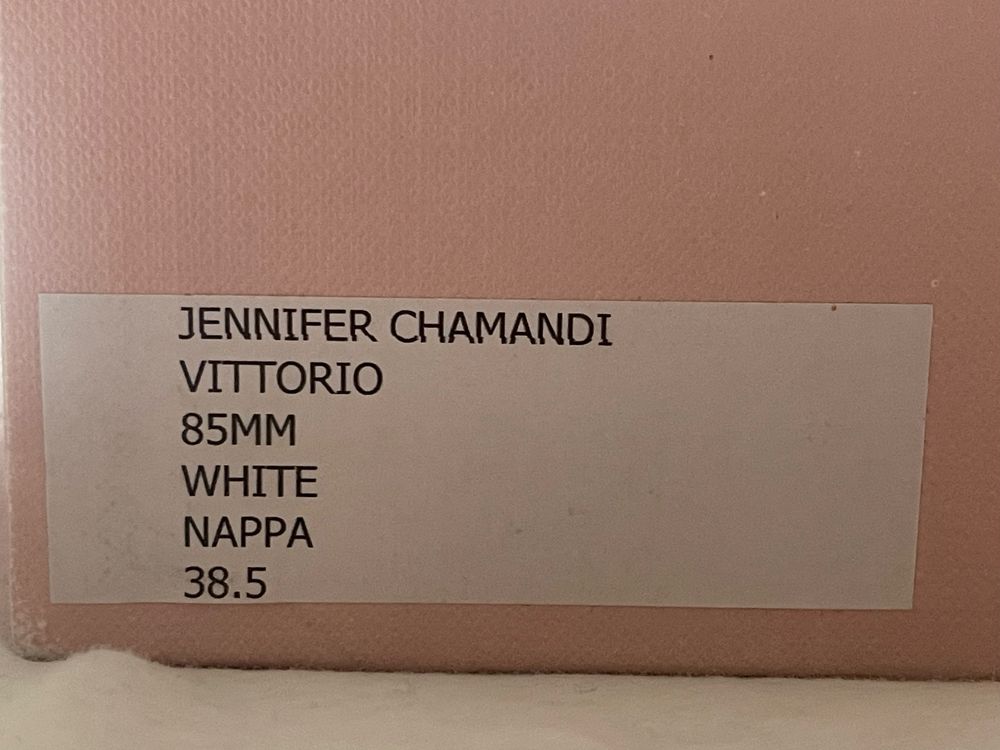 JENNIFER CHAMANDI
VITTORIO
85MM
WHITE
NAPPA
38.5